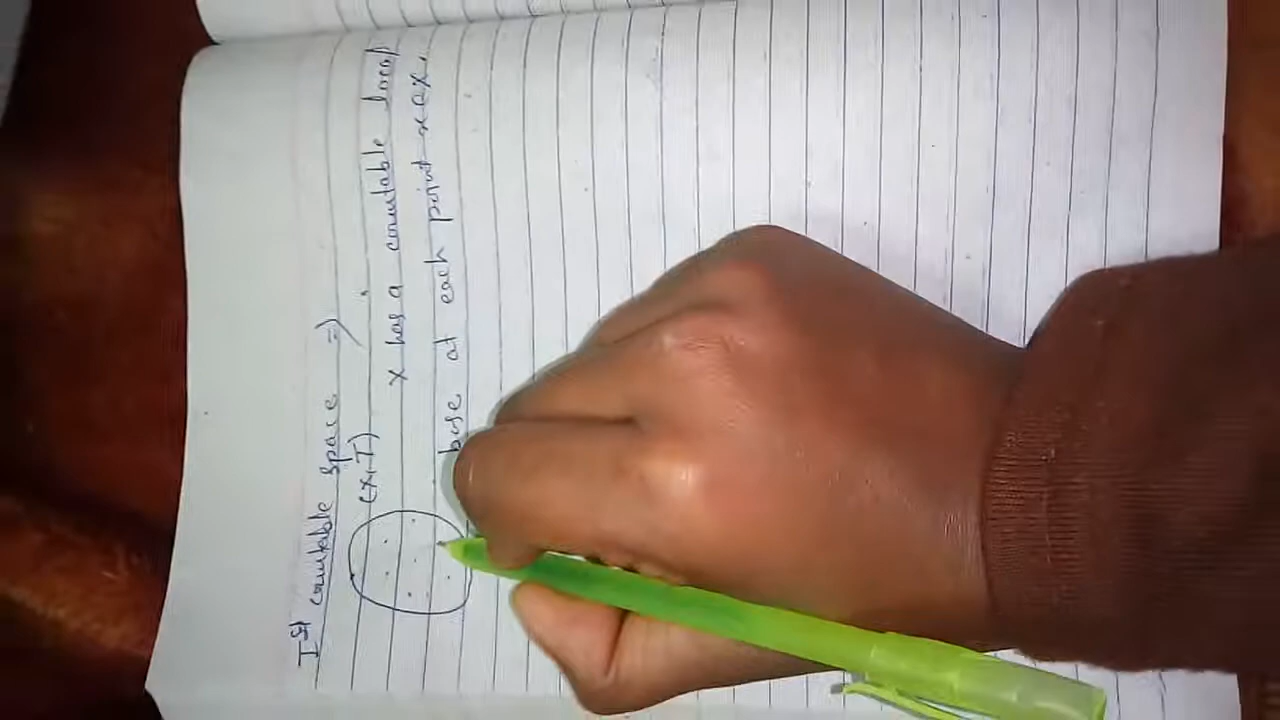 Ist countable space ⇒
(X,T)
X has a countable local
base at each point x∈X.